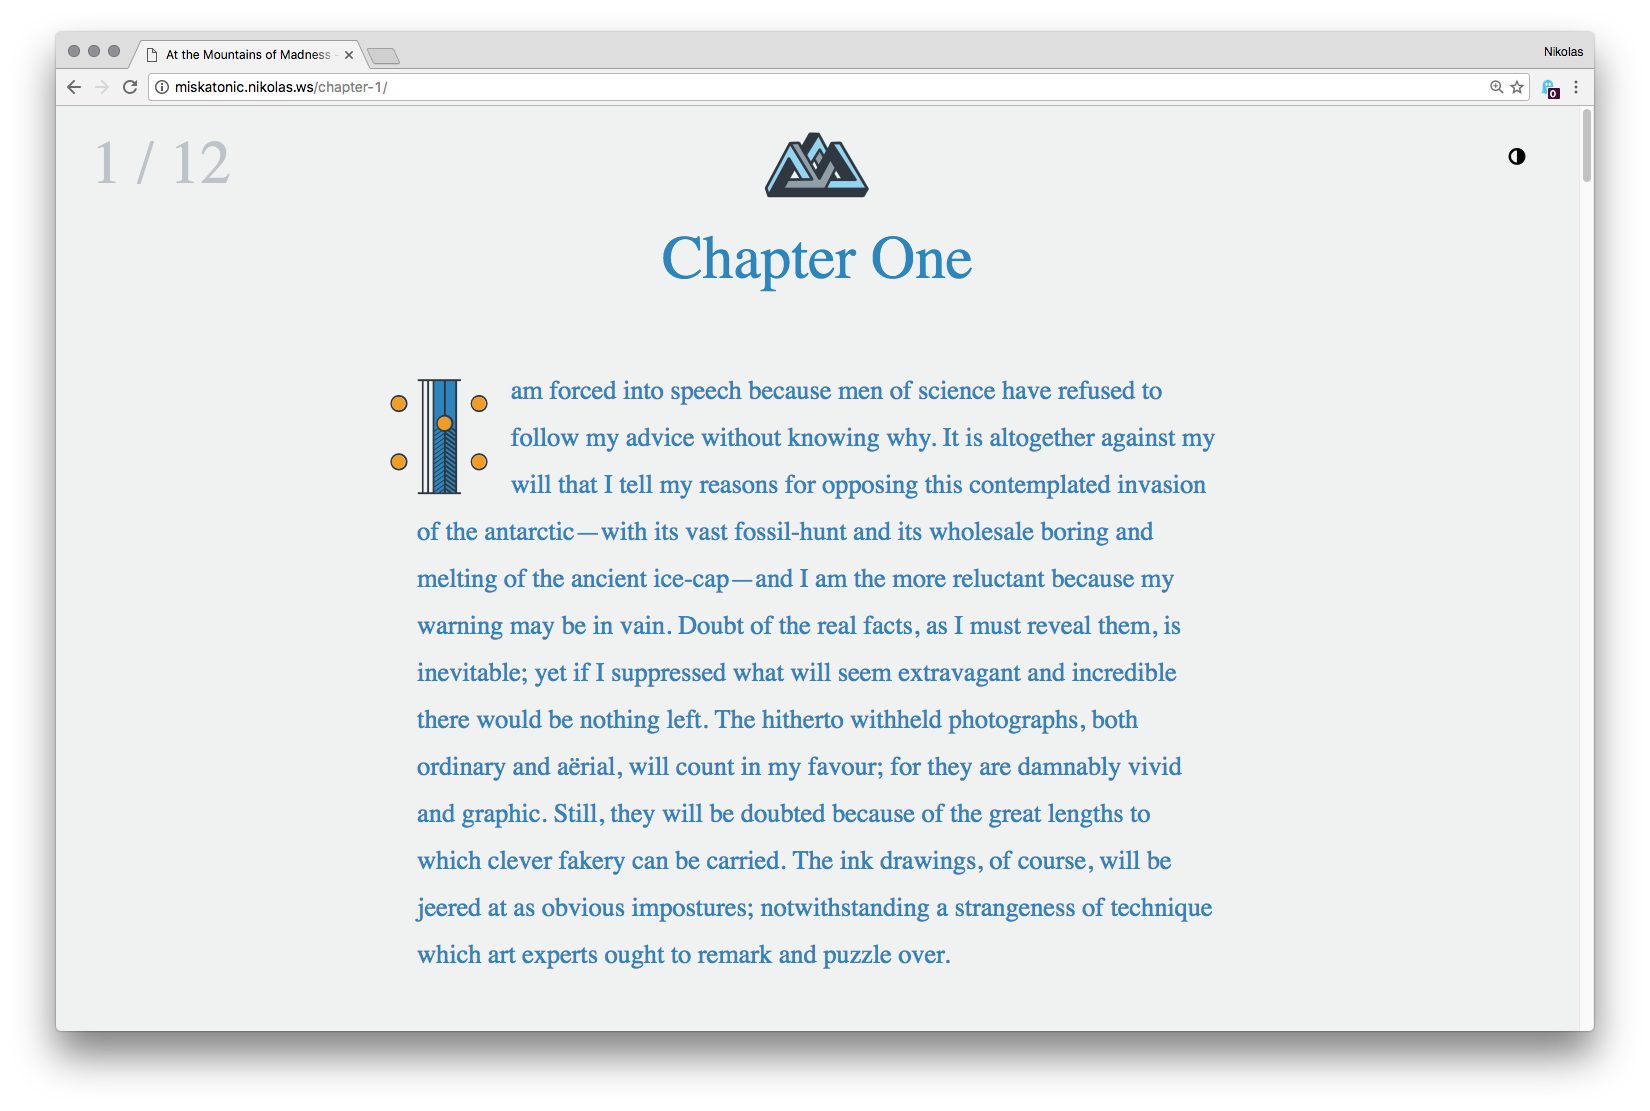 At the Mountains of Madness -
Nikolas
miskatonic.nikolas.ws/chapter-1/
0
1 / 12
Chapter One
I am forced into speech because men of science have refused to
follow my advice without knowing why. It is altogether against my
will that I tell my reasons for opposing this contemplated invasion
of the antarctic—with its vast fossil-hunt and its wholesale boring and
melting of the ancient ice-cap—and I am the more reluctant because my
warning may be in vain. Doubt of the real facts, as I must reveal them, is
inevitable; yet if I suppressed what will seem extravagant and incredible
there would be nothing left. The hitherto withheld photographs, both
ordinary and aërial, will count in my favour; for they are damnably vivid
and graphic. Still, they will be doubted because of the great lengths to
which clever fakery can be carried. The ink drawings, of course, will be
jeered at as obvious impostures; notwithstanding a strangeness of technique
which art experts ought to remark and puzzle over.